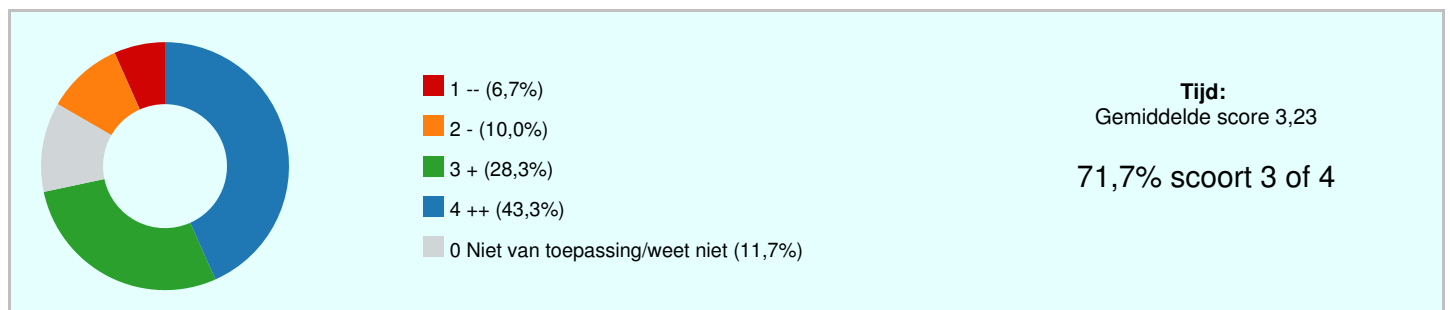 1 -- (6,7%)
2 - (10,0%)
3 + (28,3%)
4 ++ (43,3%)
0 Niet van toepassing/weet niet (11,7%)
Tijd:
Gemiddelde score 3,23
71,7% scoort 3 of 4